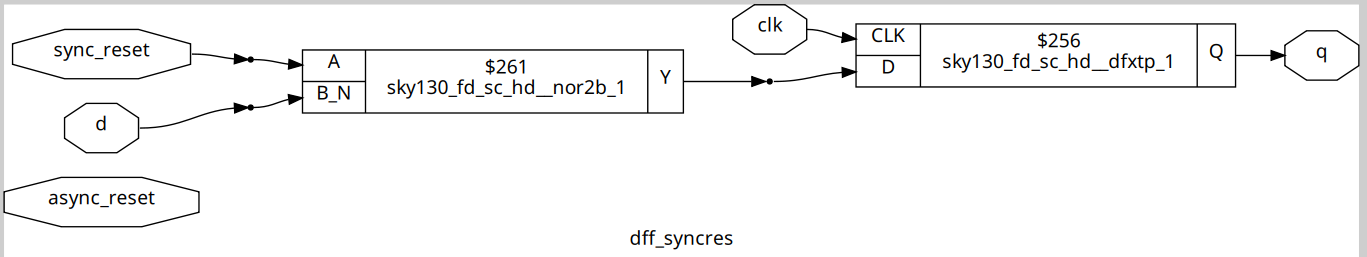 sync_reset
d
async_reset
A
B_N
$261
sky130_fd_sc_hd__nor2b_1
Y
clk
CLK
D
$256
sky130_fd_sc_hd__dfxtp_1
Q
q
dff_syncres